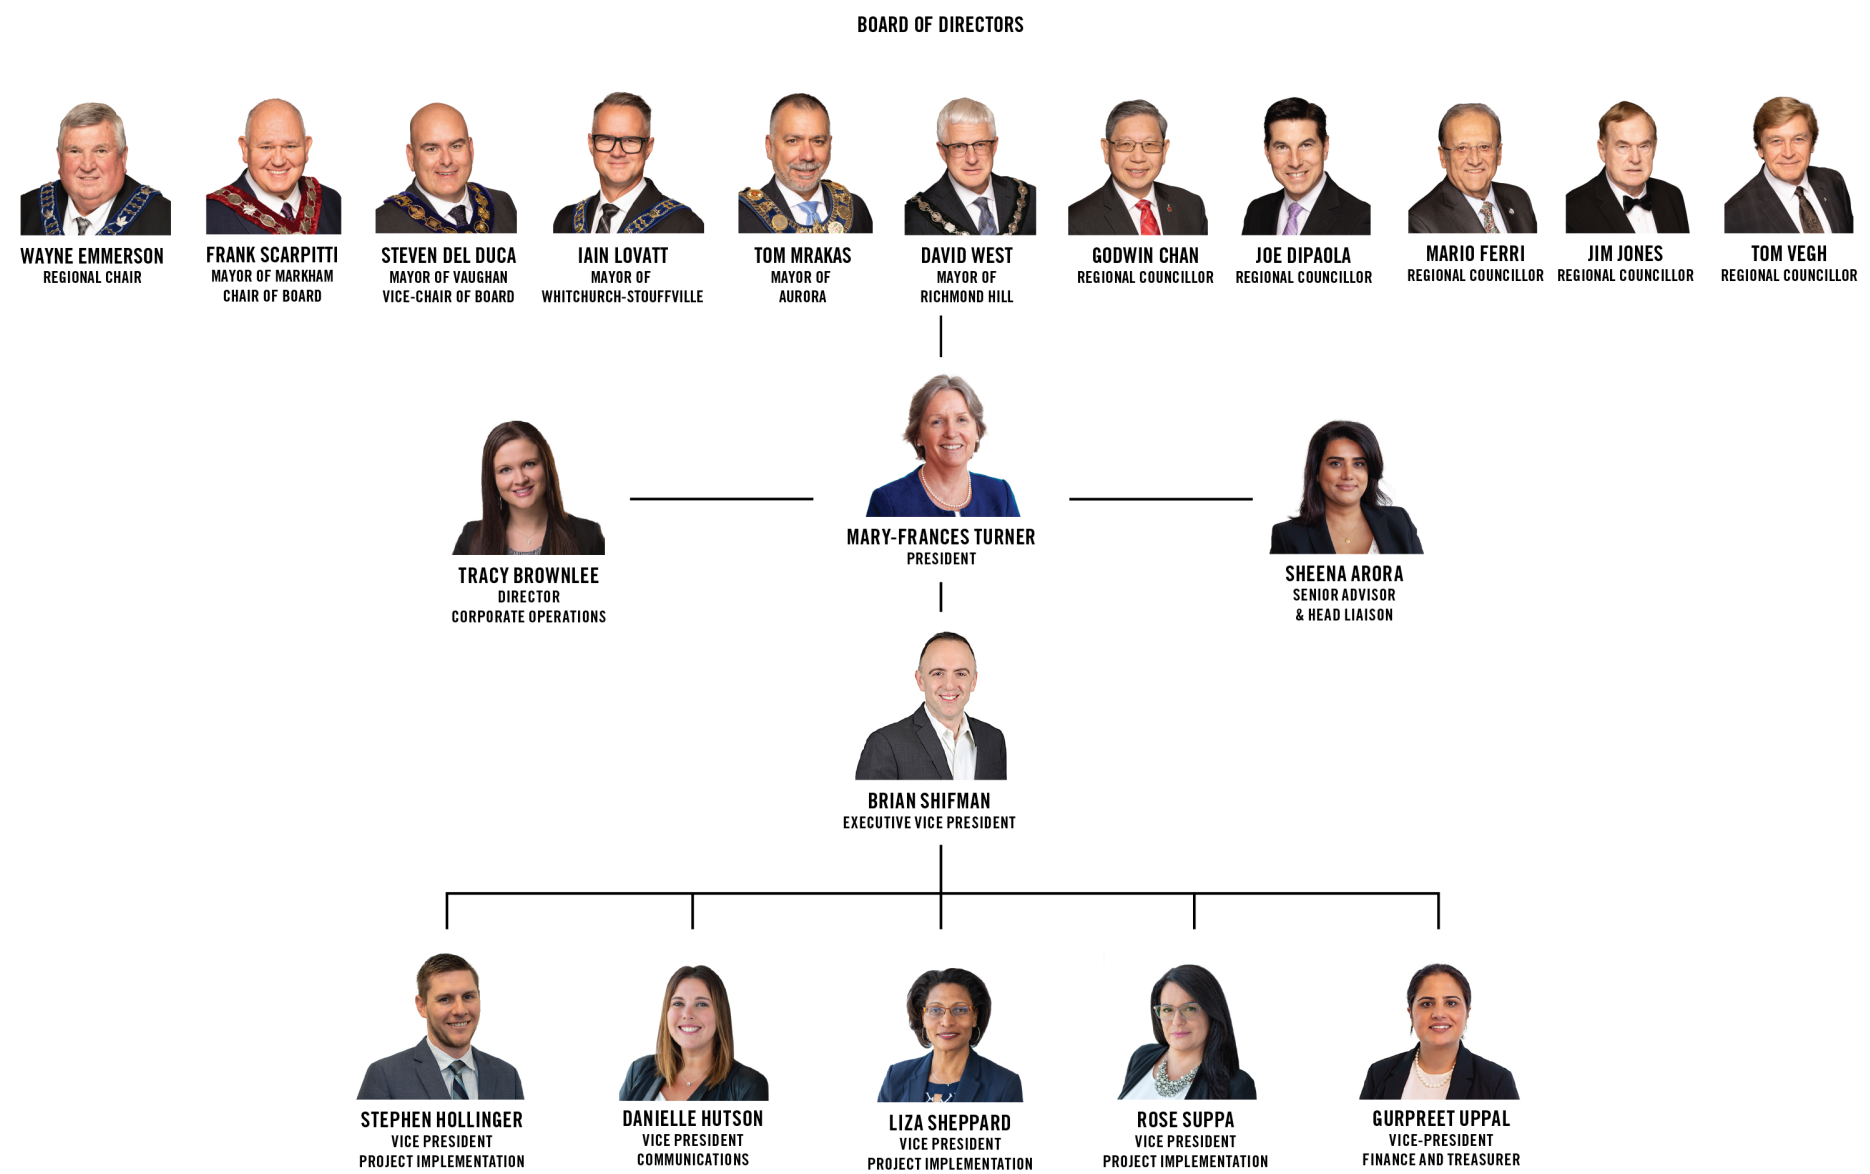 BOARD OF DIRECTORS
WAYNE EMMERSON
REGIONAL CHAIR
FRANK SCARPITTI
MAYOR OF MARKHAM
CHAIR OF BOARD
STEVEN DEL DUCA
MAYOR OF VAUGHAN
VICE-CHAIR OF BOARD
IAIN LOVATT
MAYOR OF
WHITCHURCH-STOUFFVILLE
TOM MRAKAS
MAYOR OF
AURORA
DAVID WEST
MAYOR OF
RICHMOND HILL
GODWIN CHAN
REGIONAL COUNCILLOR
JOE DIPAOLA
REGIONAL COUNCILLOR
MARIO FERRI
REGIONAL COUNCILLOR
JIM JONES
REGIONAL COUNCILLOR
TOM VEGH
REGIONAL COUNCILLOR
MARY-FRANCES TURNER
PRESIDENT
TRACY BROWNLEE
DIRECTOR
CORPORATE OPERATIONS
SHEENA ARORA
SENIOR ADVISOR
& HEAD LIAISON
BRIAN SHIFMAN
EXECUTIVE VICE PRESIDENT
STEPHEN HOLLINGER
VICE PRESIDENT
PROJECT IMPLEMENTATION
DANIELLE HUTSON
VICE PRESIDENT
COMMUNICATIONS
LIZA SHEPPARD
VICE PRESIDENT
PROJECT IMPLEMENTATION
ROSE SUPPA
VICE PRESIDENT
PROJECT IMPLEMENTATION
GURPREET UPPAL
VICE-PRESIDENT
FINANCE AND TREASURER